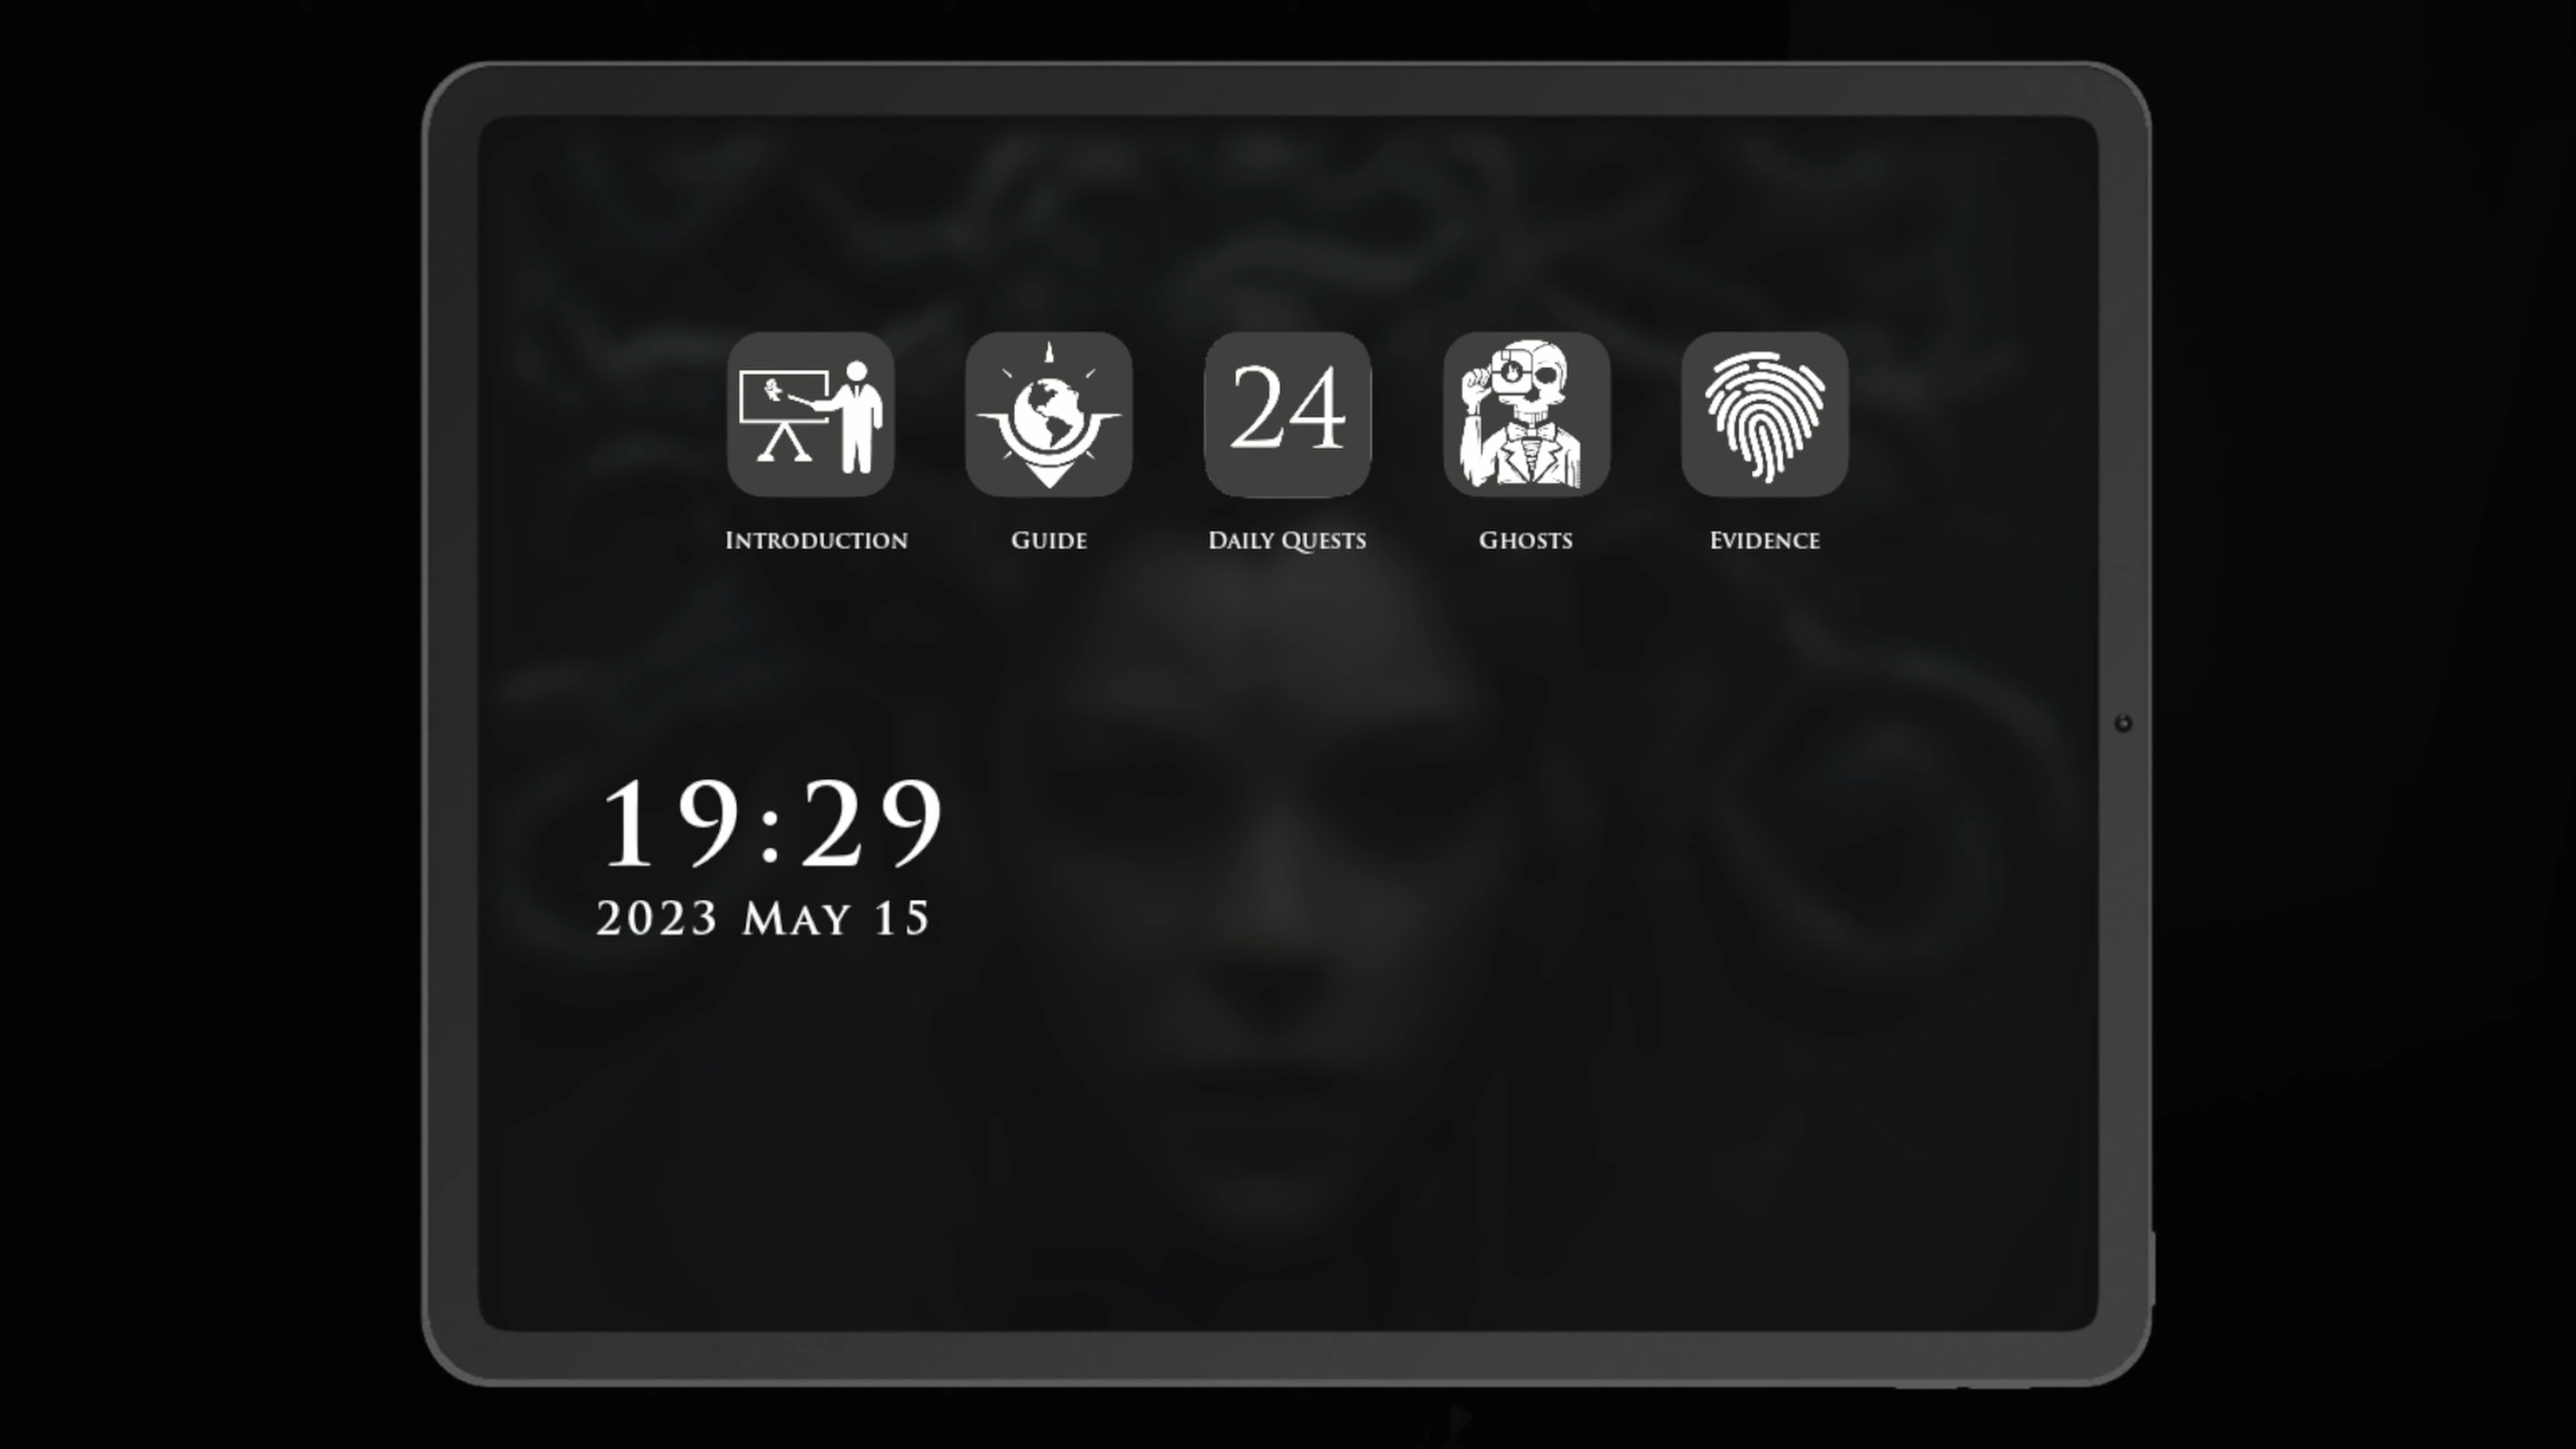 24
Introduction
Guide
Daily Quests
Ghosts
Evidence
19:29
2023 May 15